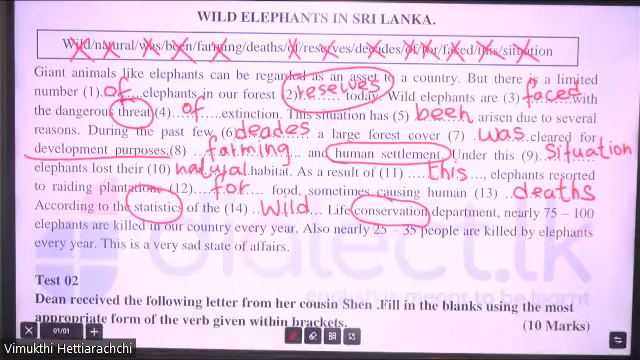 WILD ELEPHANTS IN SRI LANKA.
Wild/natural/was/been/farming/deaths/of/reserves/decides/of/for/faced/this/situation
Giant animals like elephants can be regarded as an asset to a country. But there is a limited
number (1).of...elephants in our forest (2)reserves.... today. Wild elephants are (3) faced with
the dangerous threat (4) ..of.......extinction. This situation has (5) been arisen due to several
reasons. During the past few (6)deades a large forest cover (7) ..was...cleared for
development purposes,(8) ..farming... and human settlement. Under this (9)...situation
elephants lost their (10) natural.habitat. As a result of (11) ....this....., elephants resorted
to raiding plantations (12)....for.... food, sometimes causing human (13) ..deaths
According to the statistics of the (14) ..Wild... Life conservation department, nearly 75 – 100
elephants are killed in our country every year. Also nearly 25 – 35 people are killed by elephants
every year. This is a very sad state of affairs.
Test 02
Dean received the following letter from her cousin Shen .Fill in the blanks using the most
appropriate form of the verb given within brackets. (10 Marks)
01/01
Vimukthi Hettiarachchi